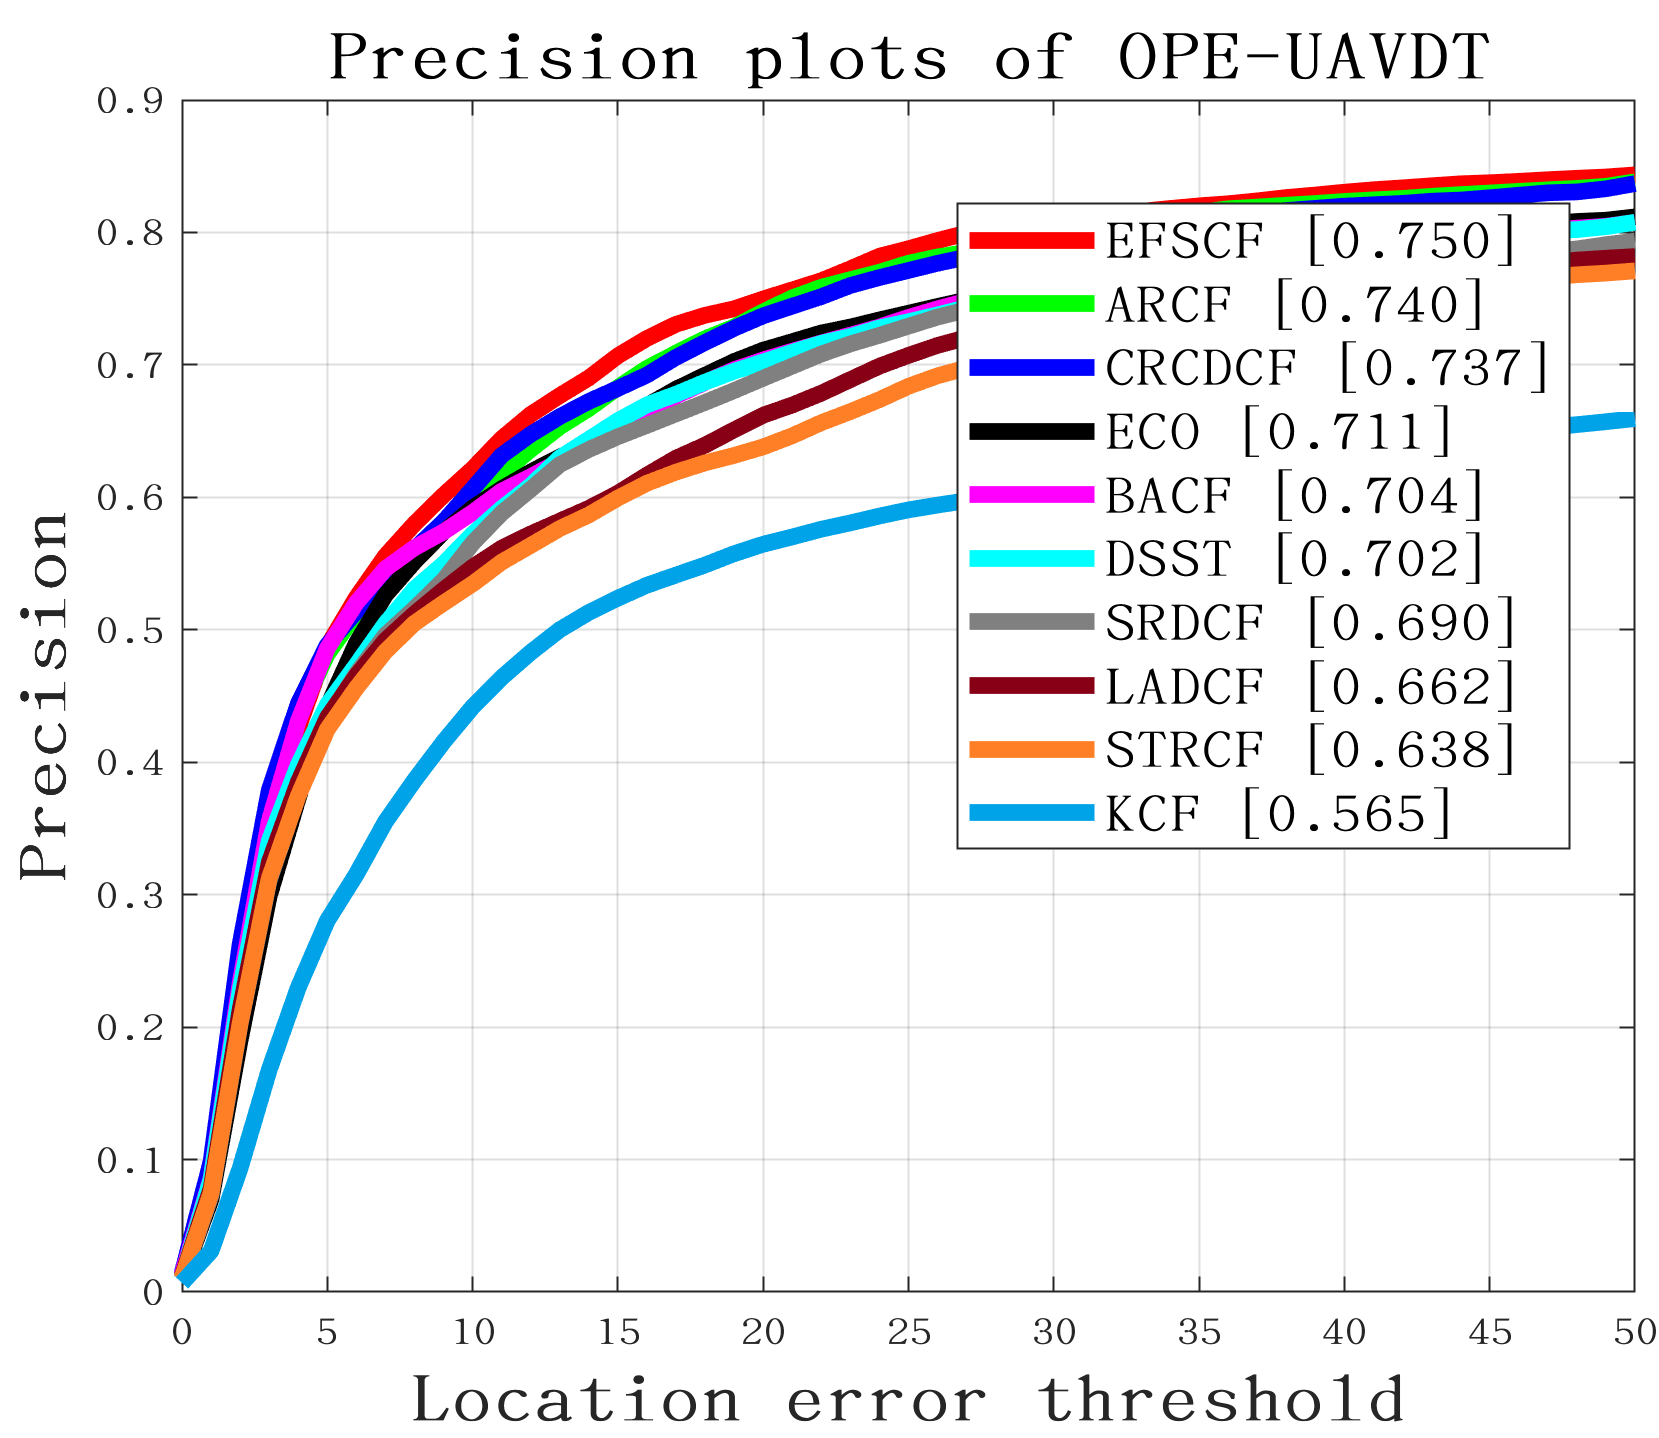 Precision plots of OPE-UAVDT
0.9
0.8
0.7
0.6
0.5
0.4
0.3
0.2
0.1
0
Precision
EFSCF [0.750]
ARCF [0.740]
CRCDCF [0.737]
ECO [0.711]
BACF [0.704]
DSST [0.702]
SRDCF [0.690]
LADCF [0.662]
STRCF [0.638]
KCF [0.565]
0 5 10 15 20 25 30 35 40 45 50
Location error threshold